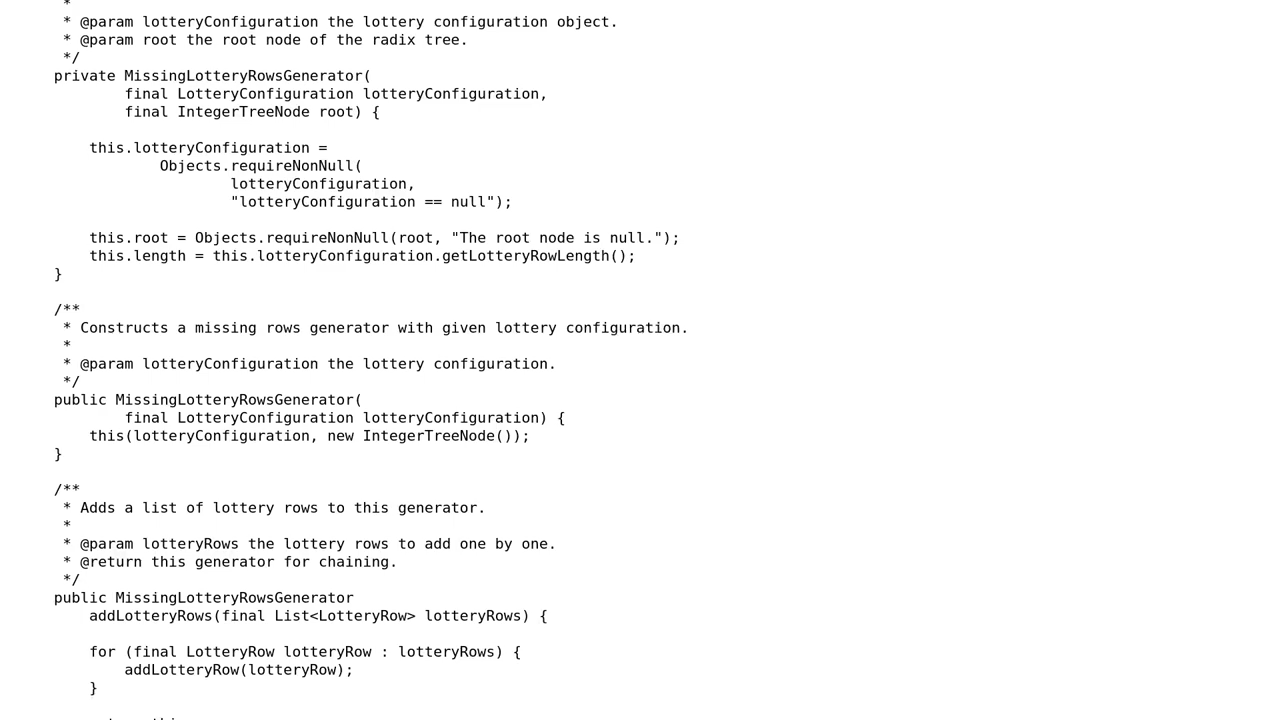 *
     * @param lotteryConfiguration the lottery configuration object.
     * @param root the root node of the radix tree.
     */
    private MissingLotteryRowsGenerator(
            final LotteryConfiguration lotteryConfiguration,
            final IntegerTreeNode root) {

        this.lotteryConfiguration =
                Objects.requireNonNull(
                        lotteryConfiguration,
                        "lotteryConfiguration == null");

        this.root = Objects.requireNonNull(root, "The root node is null.");
        this.length = this.lotteryConfiguration.getLotteryRowLength();
    }

    /**
     * Constructs a missing rows generator with given lottery configuration.
     *
     * @param lotteryConfiguration the lottery configuration.
     */
    public MissingLotteryRowsGenerator(
            final LotteryConfiguration lotteryConfiguration) {
        this(lotteryConfiguration, new IntegerTreeNode());
    }

    /**
     * Adds a list of lottery rows to this generator.
     *
     * @param lotteryRows the lottery rows to add one by one.
     * @return this generator for chaining.
     */
    public MissingLotteryRowsGenerator
        addLotteryRows(final List<LotteryRow> lotteryRows) {

        for (final LotteryRow lotteryRow : lotteryRows) {
            addLotteryRow(lotteryRow);
        }